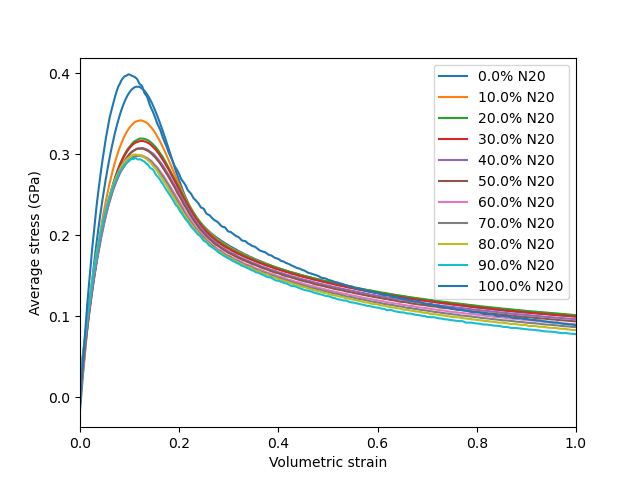 0.4
0.3
0.2
0.1
0.0
Average stress (GPa)
0.0% N20
10.0% N20
20.0% N20
30.0% N20
40.0% N20
50.0% N20
60.0% N20
70.0% N20
80.0% N20
90.0% N20
100.0% N20
0.0 0.2 0.4 0.6 0.8 1.0
Volumetric strain